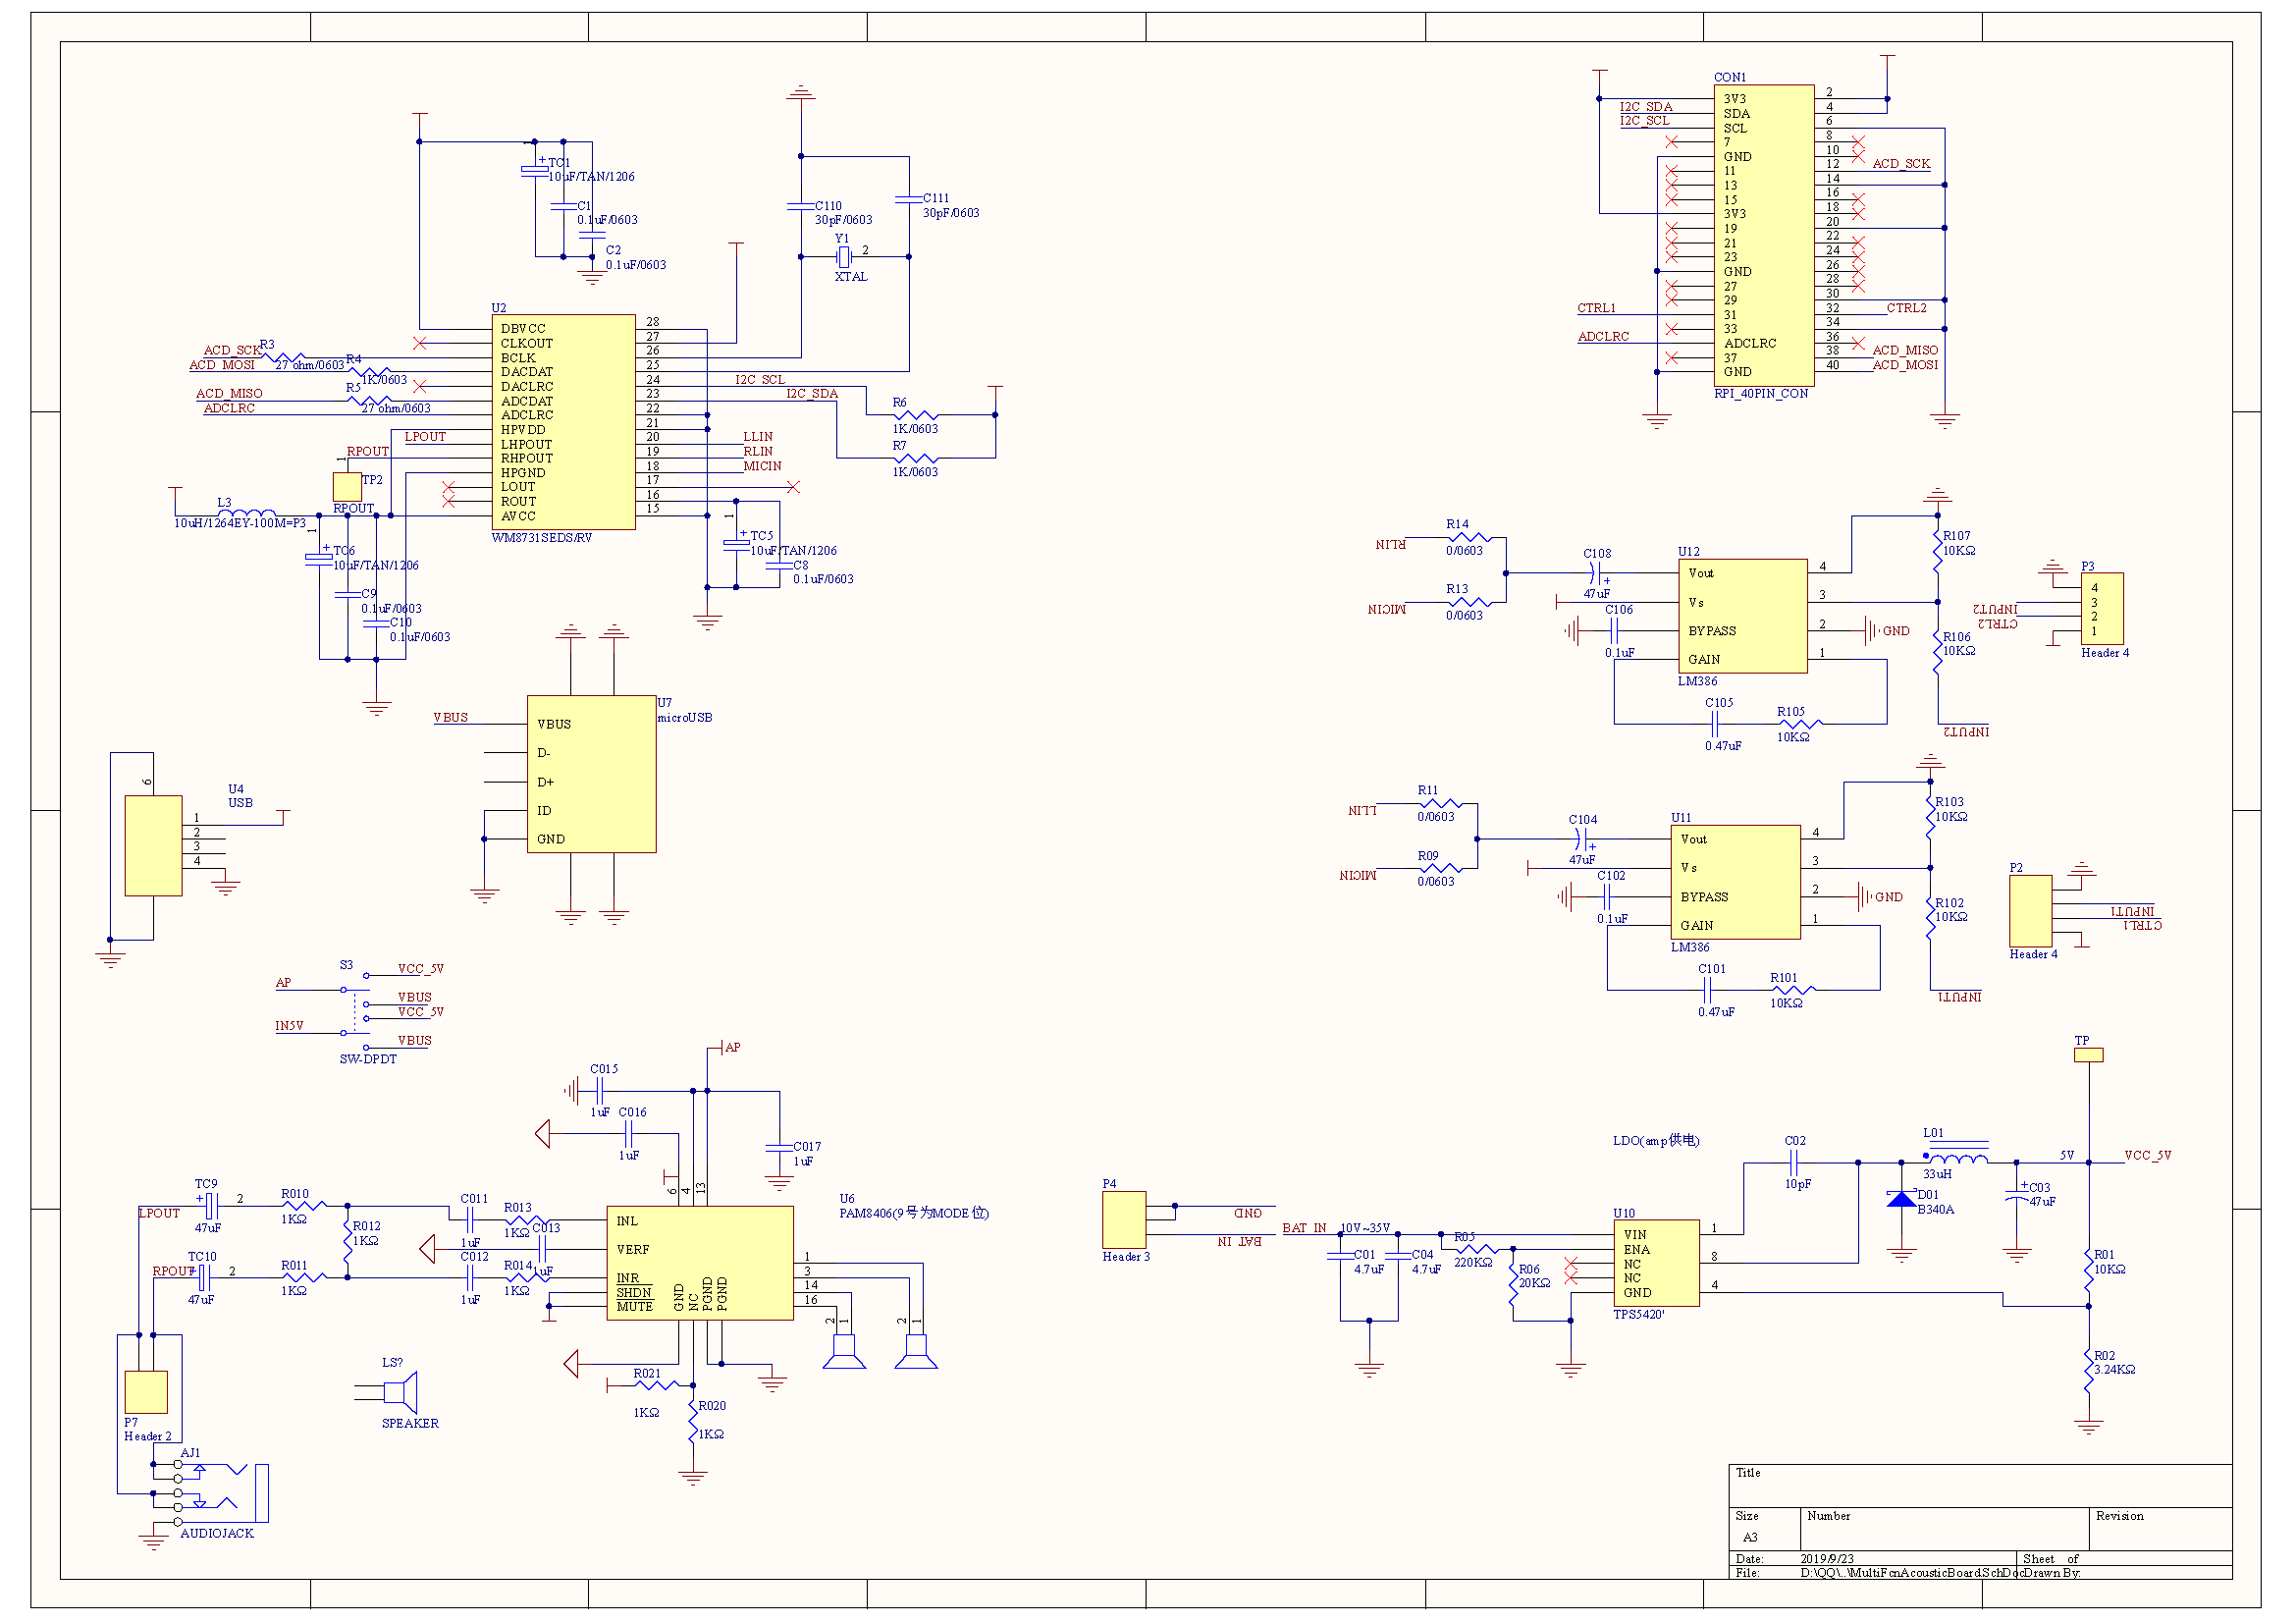 U2
DBVCC
CLKOUT
BCLK
DACDAT
DACLRC
ADCDAT
ADCLRC
HPVDD
LHPOUT
RHPOUT
HPGND
LOUT
ROUT
AVCC
28
27
26
25
24
23
22
21
20
19
18
17
16
15
WM8731SEDS/RV
1
TC1
10uF/TAN/1206
C1
0.1uF/0603
C2
0.1uF/0603
C110
30pF/0603
C111
30pF/0603
Y1
2
XTAL
ACD_SCK
R3
27 ohm/0603
ACD_MOSI
R4
1K/0603
ACD_MISO
R5
27 ohm/0603
ADCLRC
LPOUT
RPOUT
1
TP2
RPOUT
I2C_SCL
I2C_SDA
R6
1K/0603
R7
1K/0603
LLIN
RLIN
MICIN
L3
10uH/1264EY-100M=P3
1
TC6
10uF/TAN/1206
C9
0.1uF/0603
C10
0.1uF/0603
1
TC5
10uF/TAN/1206
C8
0.1uF/0603
CON1
3V3
SDA
SCL
7
GND
11
13
15
3V3
19
21
23
GND
27
29
31
33
ADCLRC
37
GND
2
4
6
8
10
12
14
16
18
20
22
24
26
28
30
32
34
36
38
40
RPI_40PIN_CON
I2C_SDA
I2C_SCL
ACD_SCK
CTRL1
CTRL2
ADCLRC
ACD_MISO
ACD_MOSI
RLIN
R14
0/0603
MICIN
R13
0/0603
C108
47uF
C106
0.1uF
U12
Vout
Vs
BYPASS
GAIN
4
3
2
1
LM386
GND
R107
10KΩ
R106
10KΩ
C105
0.47uF
R105
10KΩ
INPUT2
P3
4
3
2
1
Header 4
INPUT2
CTRL2
LLIN
R11
0/0603
MICIN
R09
0/0603
C104
47uF
C102
0.1uF
U11
Vout
Vs
BYPASS
GAIN
4
3
2
1
LM386
GND
R103
10KΩ
R102
10KΩ
C101
0.47uF
R101
10KΩ
INPUT1
P2
Header 4
INPUT1
CTRL1
VBUS
U7
microUSB
VBUS
D-
D+
ID
GND
U4
USB
6
1
2
3
4
S3
AP
IN5V
VCC_5V
VBUS
VCC_5V
VBUS
SW-DPDT
AP
C015
1uF
C016
1uF
C017
1uF
6
4
13
U6
PAM8406(9号为MODE位)
INL
VERF
INR
SHDN
MUTE
GND
NC
PGND
PGND
1
3
14
16
2
1
2
1
LPOUT
TC9
47uF
2
R010
1KΩ
R012
1KΩ
C011
1uF
R013
1KΩ
C013
1uF
RPOUT
TC10
47uF
2
R011
1KΩ
C012
1uF
R014
1KΩ
R021
1KΩ
R020
1KΩ
P7
Header 2
AJ1
AUDIOJACK
LS?
SPEAKER
P4
Header 3
GND
BAT_IN
BAT_IN
10V~35V
C01
4.7uF
C04
4.7uF
R05
220KΩ
R06
20KΩ
LDO(amp供电)
U10
VIN
ENA
NC
NC
GND
1
8
4
TPS5420'
C02
10pF
D01
B340A
L01
33uH
C03
47uF
5V
VCC_5V
TP
R01
10KΩ
R02
3.24KΩ
Title
Size
A3
Number
Revision
Date:
2019/9/23
Sheet of
File:
D:\QQ\..\MultiFcnAcousticBoard.SchDoc
Drawn By: